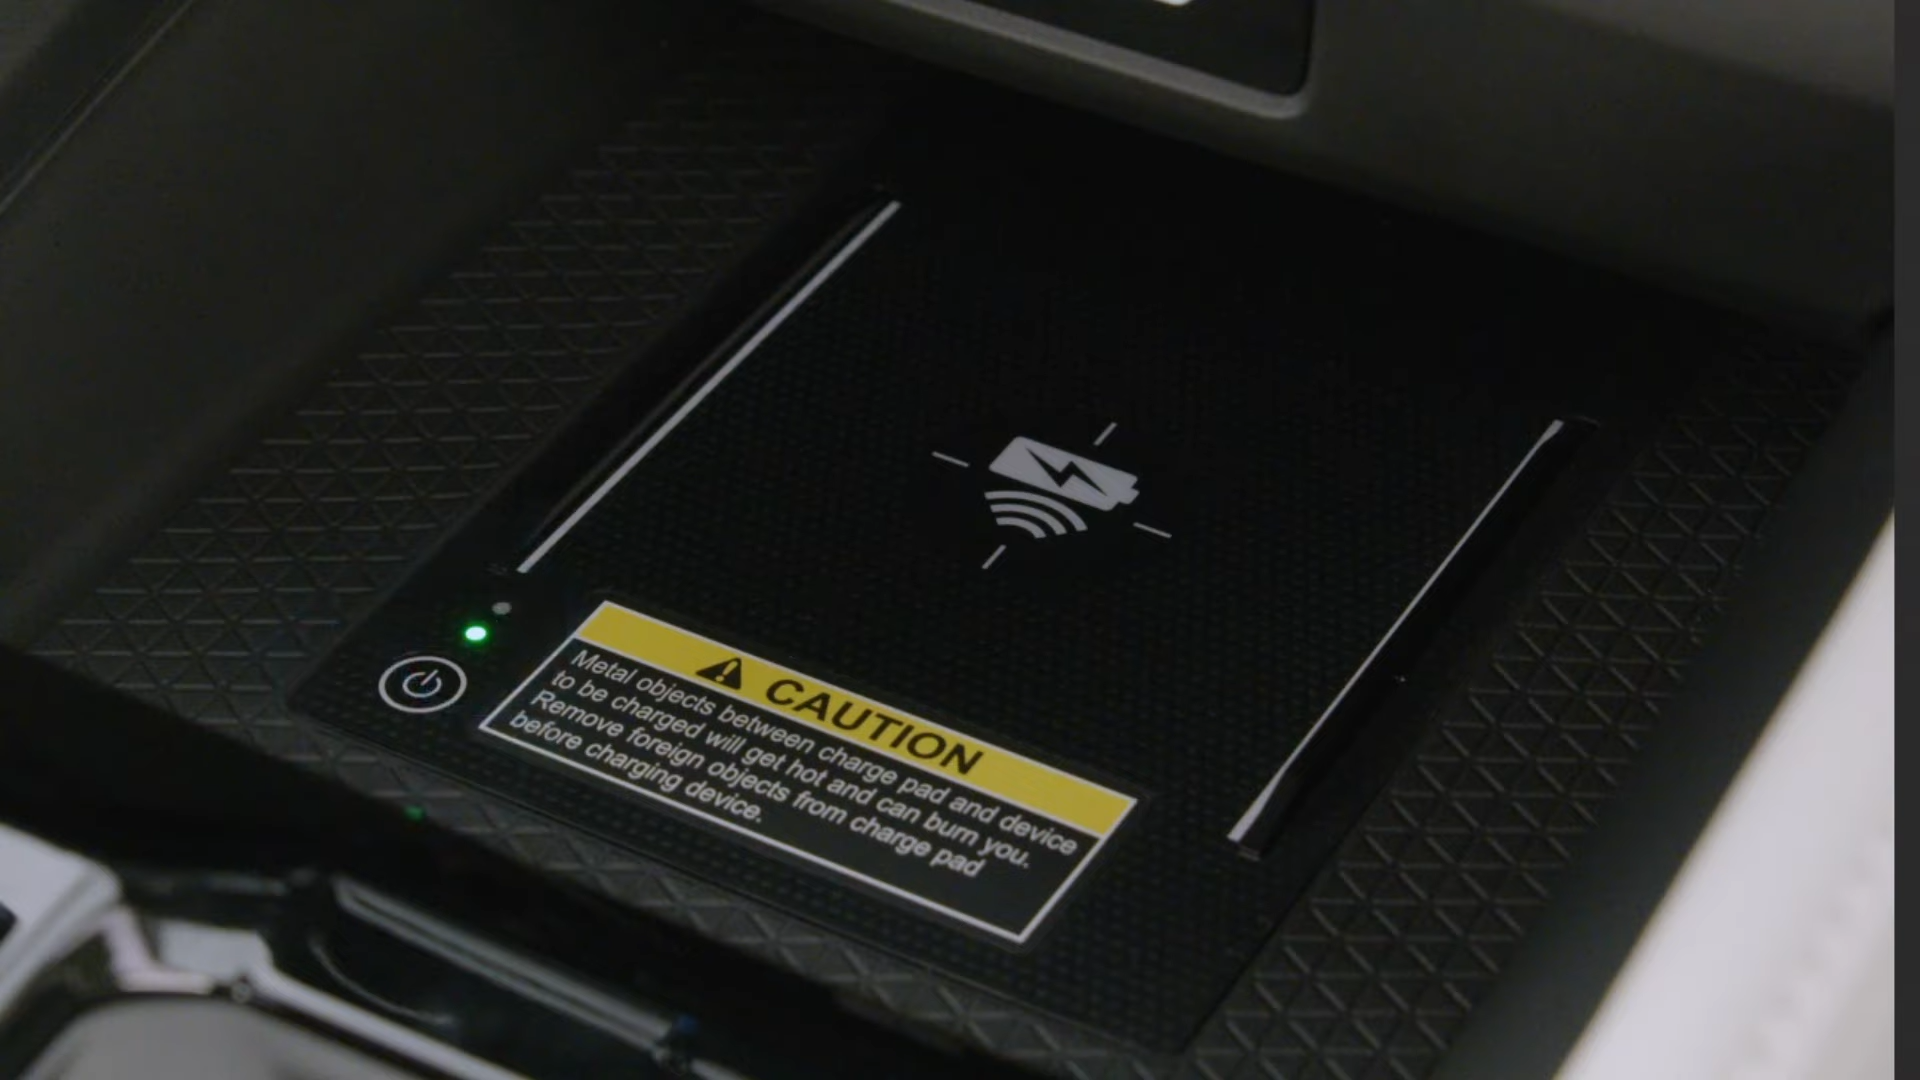 CAUTION
Metal objects between charge pad and device
to be charged will get hot and can burn you.
Remove foreign objects from charge pad
before charging device.